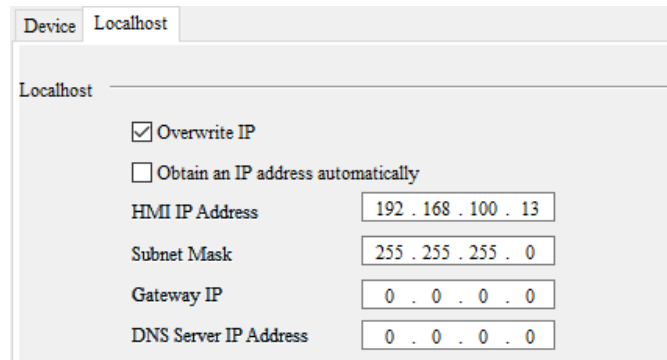 Device Localhost
Localhost
Overwrite IP
Obtain an IP address automatically
HMI IP Address 192 . 168 . 100 . 13
Subnet Mask 255 . 255 . 255 . 0
Gateway IP 0 . 0 . 0 . 0
DNS Server IP Address 0 . 0 . 0 . 0